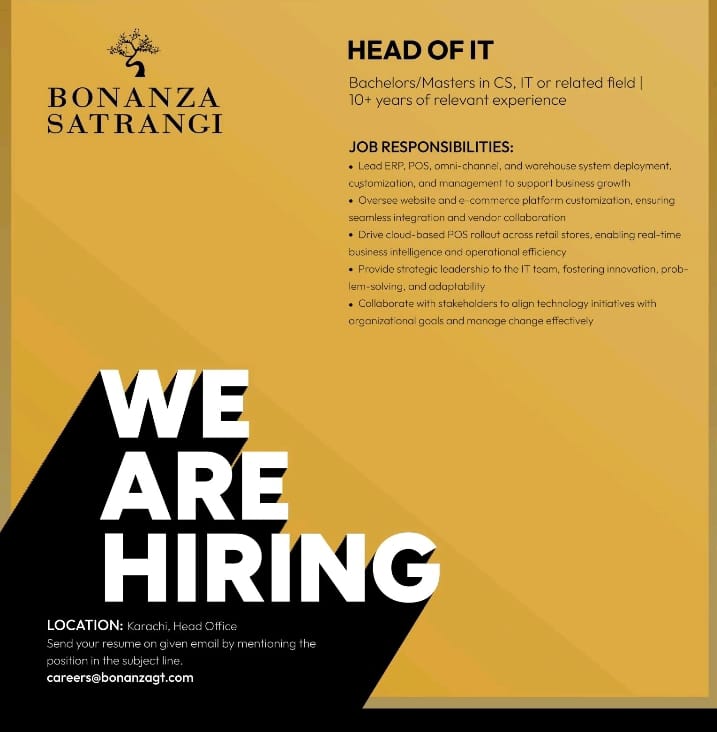 BONANZA
SATRANGI
HEAD OF IT
Bachelors/Masters in CS, IT or related field |
10+ years of relevant experience
JOB RESPONSIBILITIES:
• Lead ERP, POS, omni-channel, and warehouse system deployment,
customization, and management to support business growth
• Oversee website and e-commerce platform customization, ensuring
seamless integration and vendor collaboration
• Drive cloud-based POS rollout across retail stores, enabling real-time
business intelligence and operational efficiency
• Provide strategic leadership to the IT team, fostering innovation, prob-
lem-solving, and adaptability
• Collaborate with stakeholders to align technology initiatives with
organizational goals and manage change effectively
WE
ARE
HIRING
LOCATION: Karachi, Head Office
Send your resume on given email by mentioning the
position in the subject line.
careers@bonanzagt.com